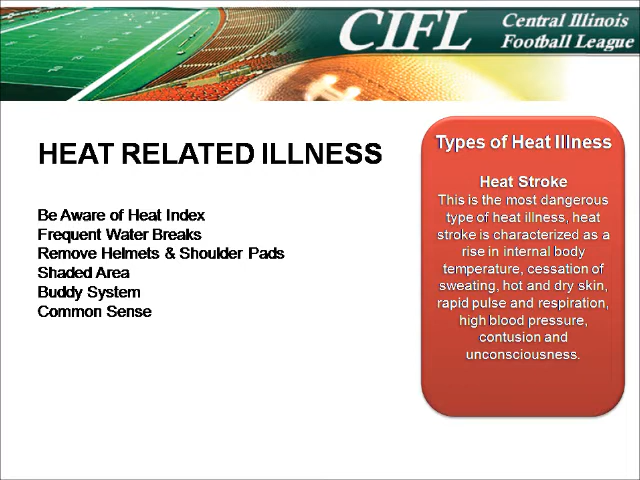 CIFL Central Illinois
Football League
HEAT RELATED ILLNESS
Be Aware of Heat Index
Frequent Water Breaks
Remove Helmets & Shoulder Pads
Shaded Area
Buddy System
Common Sense
Types of Heat Illness
Heat Stroke
This is the most dangerous
type of heat illness, heat
stroke is characterized as a
rise in internal body
temperature, cessation of
sweating, hot and dry skin,
rapid pulse and respiration,
high blood pressure,
contusion and
unconsciousness.